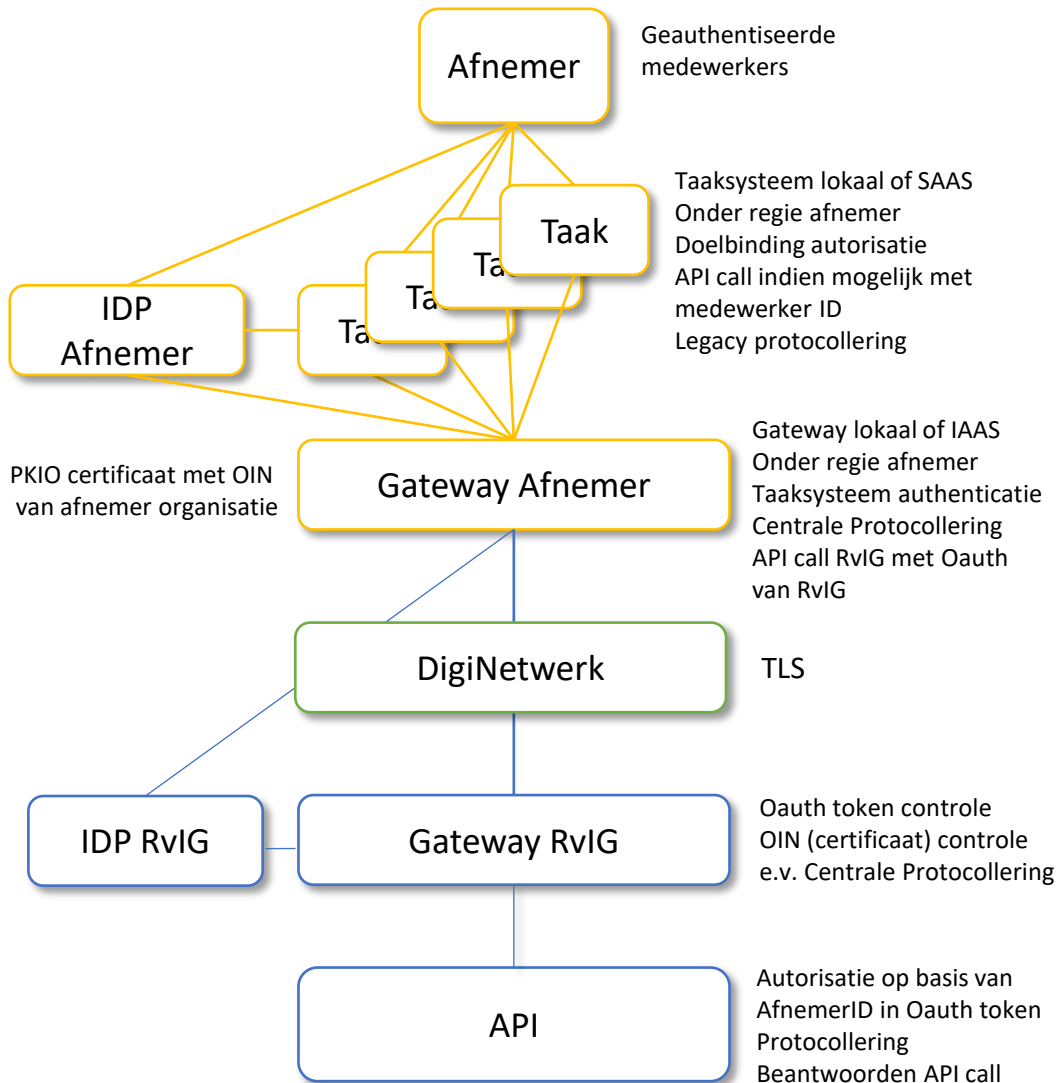 Afnemer
Geauthentiseerde
medewerkers
Taak
Ta
Ta
Ta
Taaksysteem lokaal of SAAS
Onder regie afnemer
Doelbinding autorisatie
API call indien mogelijk met
medewerker ID
Legacy protocollering
IDP
Afnemer
Gateway Afnemer
PKIO certificaat met OIN
van afnemer organisatie
Gateway lokaal of IAAS
Onder regie afnemer
Taaksysteem authenticatie
Centrale Protocollering
API call RvIG met Oauth
van RvIG
DigiNetwerk
TLS
IDP RvIG
Gateway RvIG
Oauth token controle
OIN (certificaat) controle
e.v. Centrale Protocollering
API
Autorisatie op basis van
AfnemerID in Oauth token
Protocollering
Beantwoorden API call